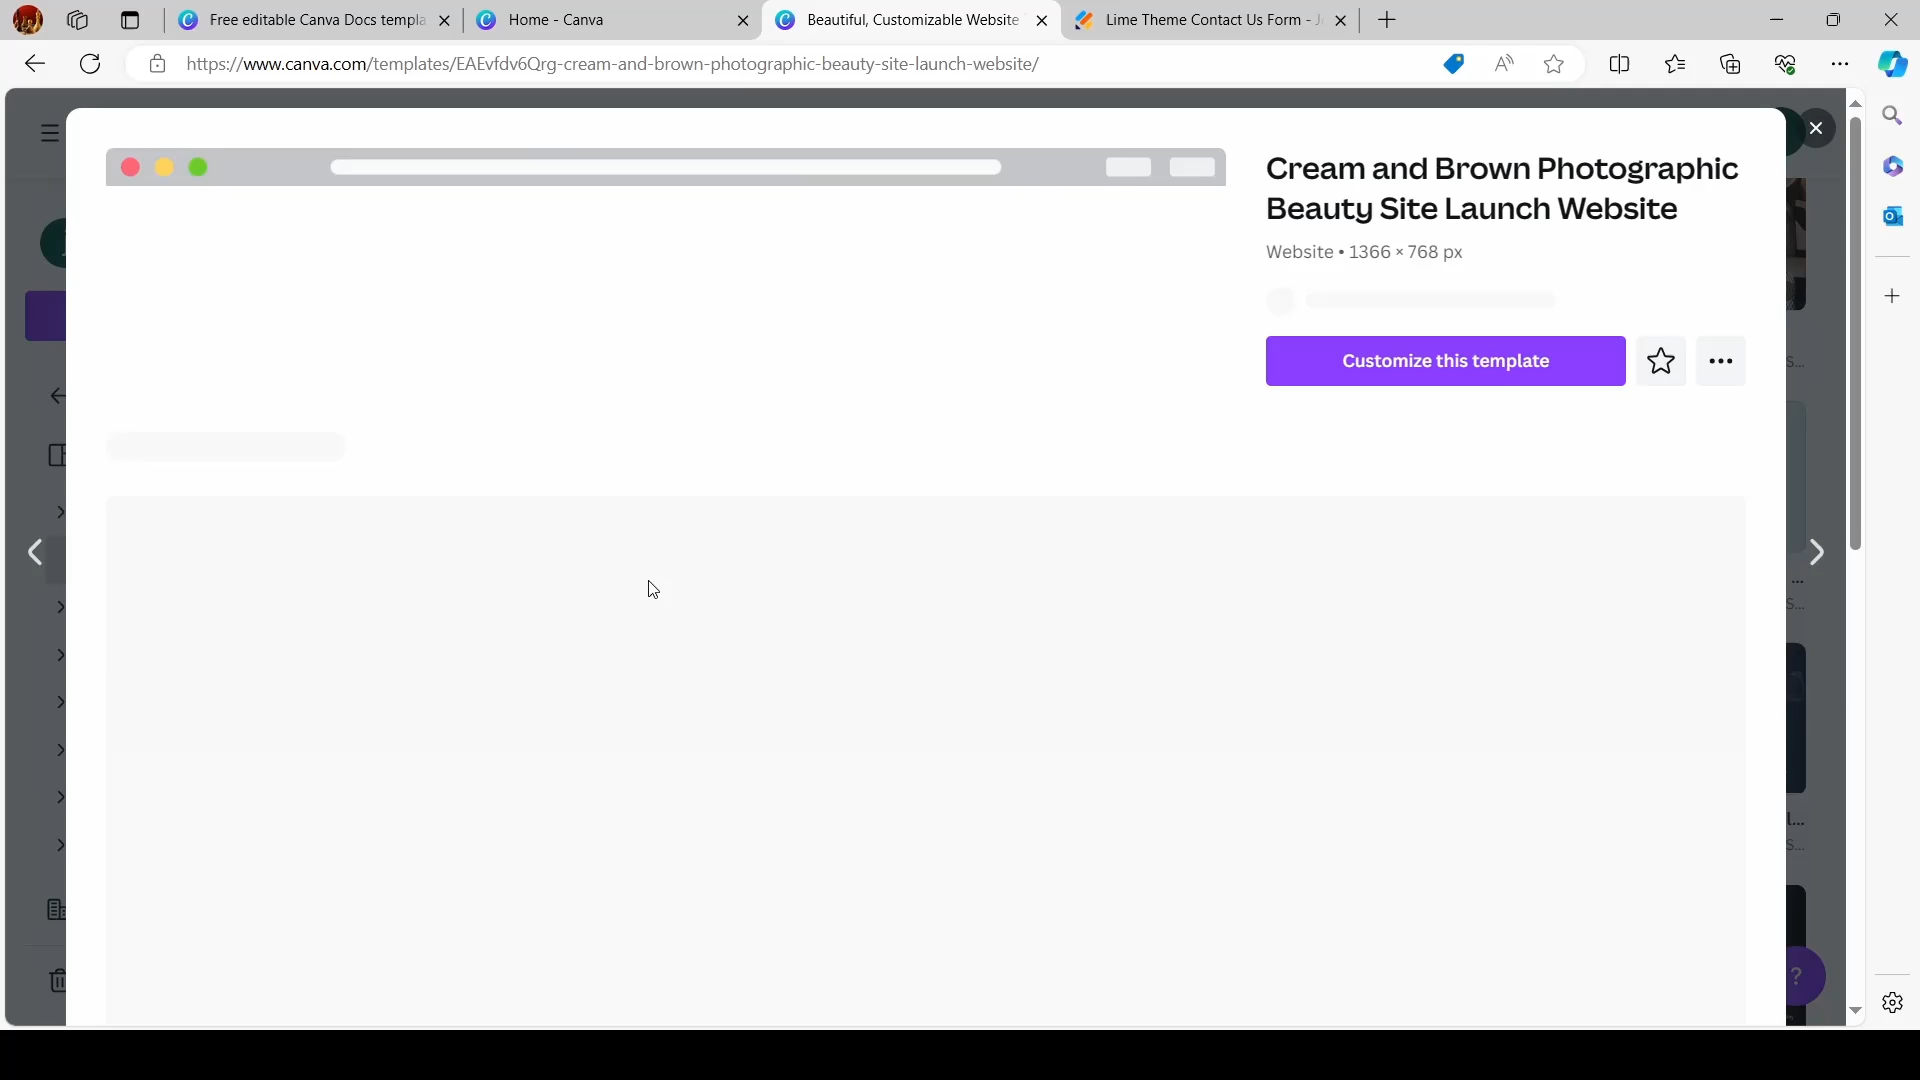 Free editable Canva Docs templa
Home - Canva
Beautiful, Customizable Website
Lime Theme Contact Us Form - J
https://www.canva.com/templates/EAEvfdv6Qrg-cream-and-brown-photographic-beauty-site-launch-website/
Cream and Brown Photographic
Beauty Site Launch Website
Website • 1366 × 768 px
Customize this template
S...
...
S...
l...
S...
?